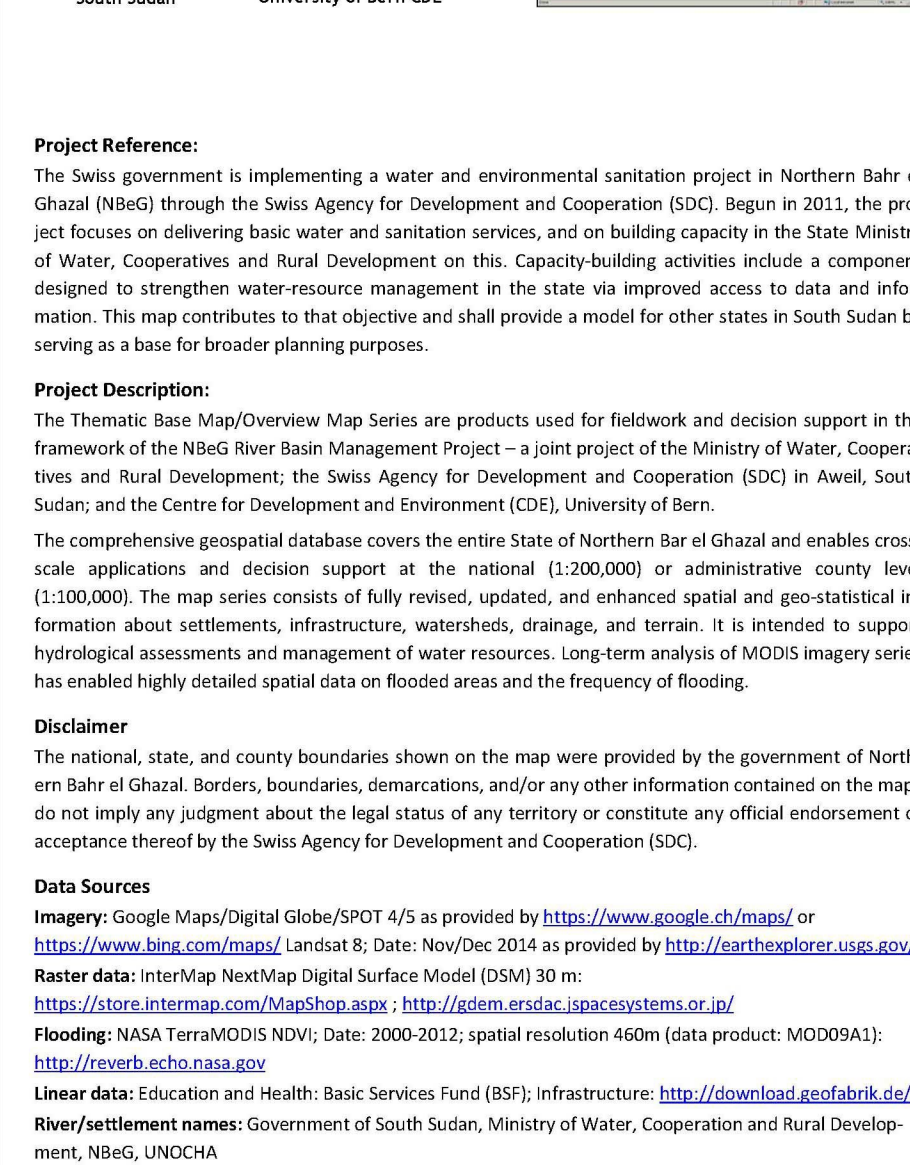 South Sudan University of Bern CDE
Project Reference:
The Swiss government is implementing a water and environmental sanitation project in Northern Bahr e
Ghazal (NBeG) through the Swiss Agency for Development and Cooperation (SDC). Begun in 2011, the pro
ject focuses on delivering basic water and sanitation services, and on building capacity in the State Ministr
of Water, Cooperatives and Rural Development on this. Capacity-building activities include a componen
designed to strengthen water-resource management in the state via improved access to data and info
mation. This map contributes to that objective and shall provide a model for other states in South Sudan b
serving as a base for broader planning purposes.
Project Description:
The Thematic Base Map/Overview Map Series are products used for fieldwork and decision support in th
framework of the NBeG River Basin Management Project – a joint project of the Ministry of Water, Coopera
tives and Rural Development; the Swiss Agency for Development and Cooperation (SDC) in Aweil, Sout
Sudan; and the Centre for Development and Environment (CDE), University of Bern.
The comprehensive geospatial database covers the entire State of Northern Bar el Ghazal and enables cros
scale applications and decision support at the national (1:200,000) or administrative county leve
(1:100,000). The map series consists of fully revised, updated, and enhanced spatial and geo-statistical in
formation about settlements, infrastructure, watersheds, drainage, and terrain. It is intended to suppor
hydrological assessments and management of water resources. Long-term analysis of MODIS imagery serie
has enabled highly detailed spatial data on flooded areas and the frequency of flooding.
Disclaimer
The national, state, and county boundaries shown on the map were provided by the government of North
ern Bahr el Ghazal. Borders, boundaries, demarcations, and/or any other information contained on the map
do not imply any judgment about the legal status of any territory or constitute any official endorsement o
acceptance thereof by the Swiss Agency for Development and Cooperation (SDC).
Data Sources
Imagery: Google Maps/Digital Globe/SPOT 4/5 as provided by https://www.google.ch/maps/ or
https://www.bing.com/maps/ Landsat 8; Date: Nov/Dec 2014 as provided by http://earthexplorer.usgs.gov/
Raster data: InterMap NextMap Digital Surface Model (DSM) 30 m:
https://store.intermap.com/MapShop.aspx ; http://gdem.ersdac.jspacesystems.or.jp/
Flooding: NASA TerraMODIS NDVI; Date: 2000-2012; spatial resolution 460m (data product: MOD09A1):
http://reverb.echo.nasa.gov
Linear data: Education and Health: Basic Services Fund (BSF); Infrastructure: http://download.geofabrik.de/
River/settlement names: Government of South Sudan, Ministry of Water, Cooperation and Rural Develop-
ment, NBeG, UNOCHA